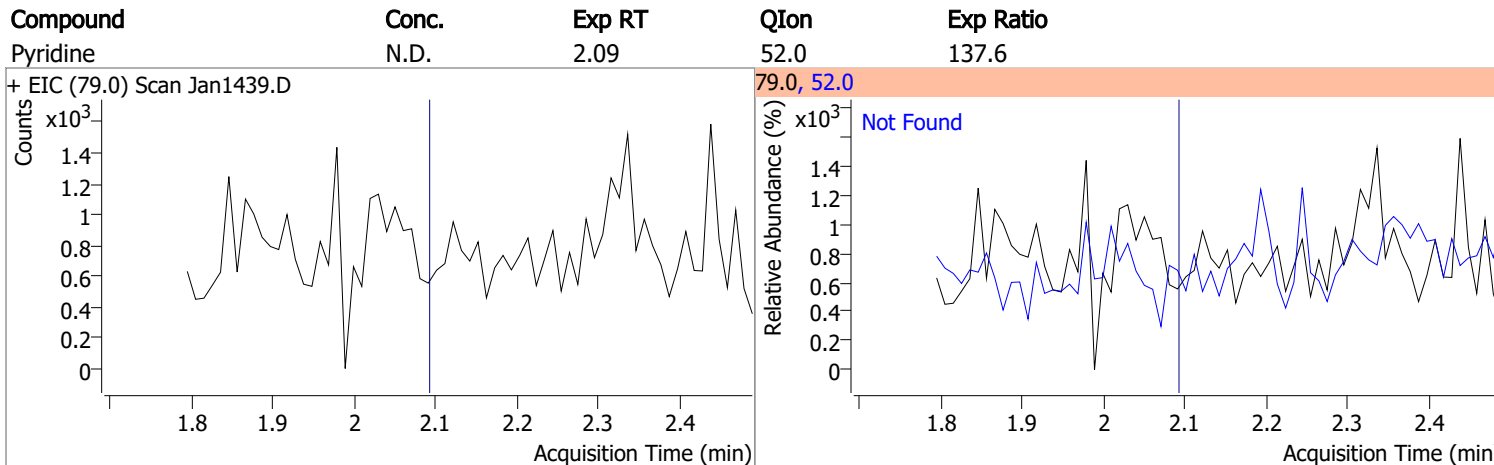 Compound Conc. Exp RT QIon Exp Ratio
Pyridine N.D. 2.09 52.0 137.6
+ EIC (79.0) Scan Jan1439.D
Counts
x10³
1.4
1.2
1
0.8
0.6
0.4
0.2
0
1.8 1.9 2 2.1 2.2 2.3 2.4
Acquisition Time (min)
79.0, 52.0
Relative Abundance (%)
x10³
Not Found
1.4
1.2
1
0.8
0.6
0.4
0.2
0
1.8 1.9 2 2.1 2.2 2.3 2.4
Acquisition Time (min